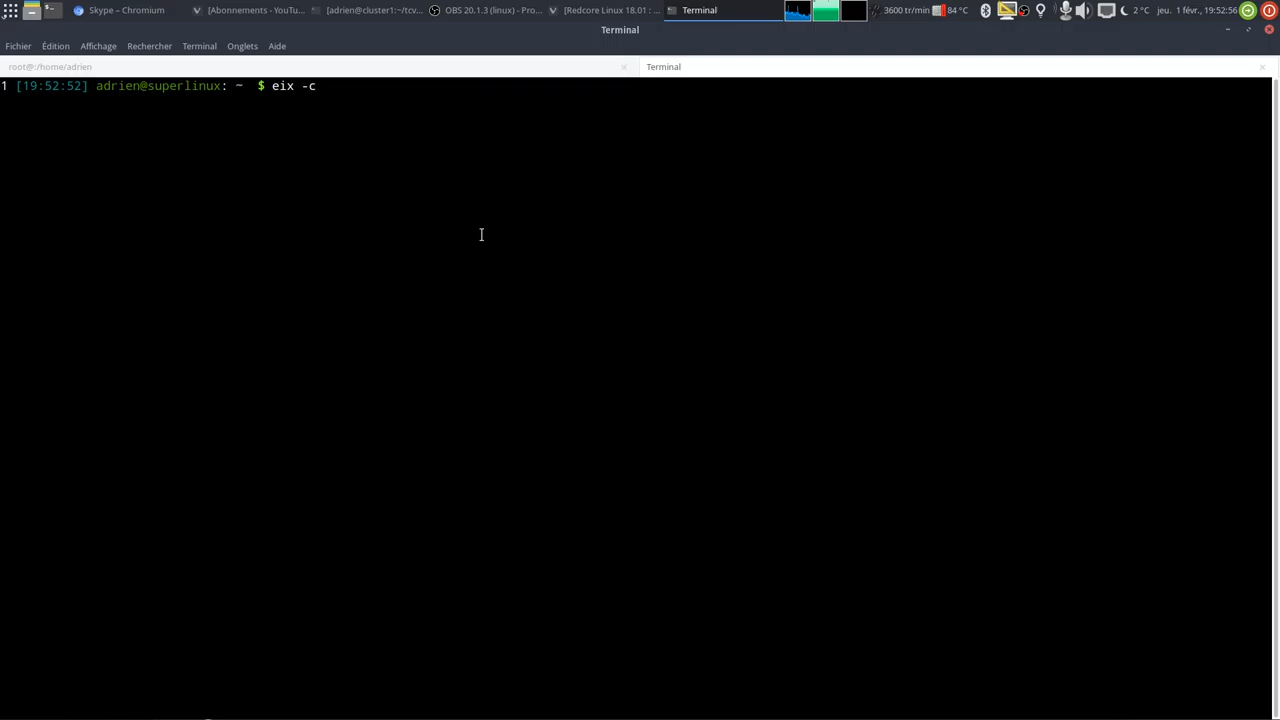 Skype – Chromium [Abonnements - YouTu... [adrien@cluster1:~/tcv... OBS 20.1.3 (linux) - Pro... [Redcore Linux 18.01 : ... Terminal 3600 tr/min 84 °C 2 °C jeu. 1 févr., 19:52:56
Terminal
Fichier Édition Affichage Rechercher Terminal Onglets Aide
root@:/home/adrien Terminal
1 [19:52:52] adrien@superlinux: ~ $ eix -c